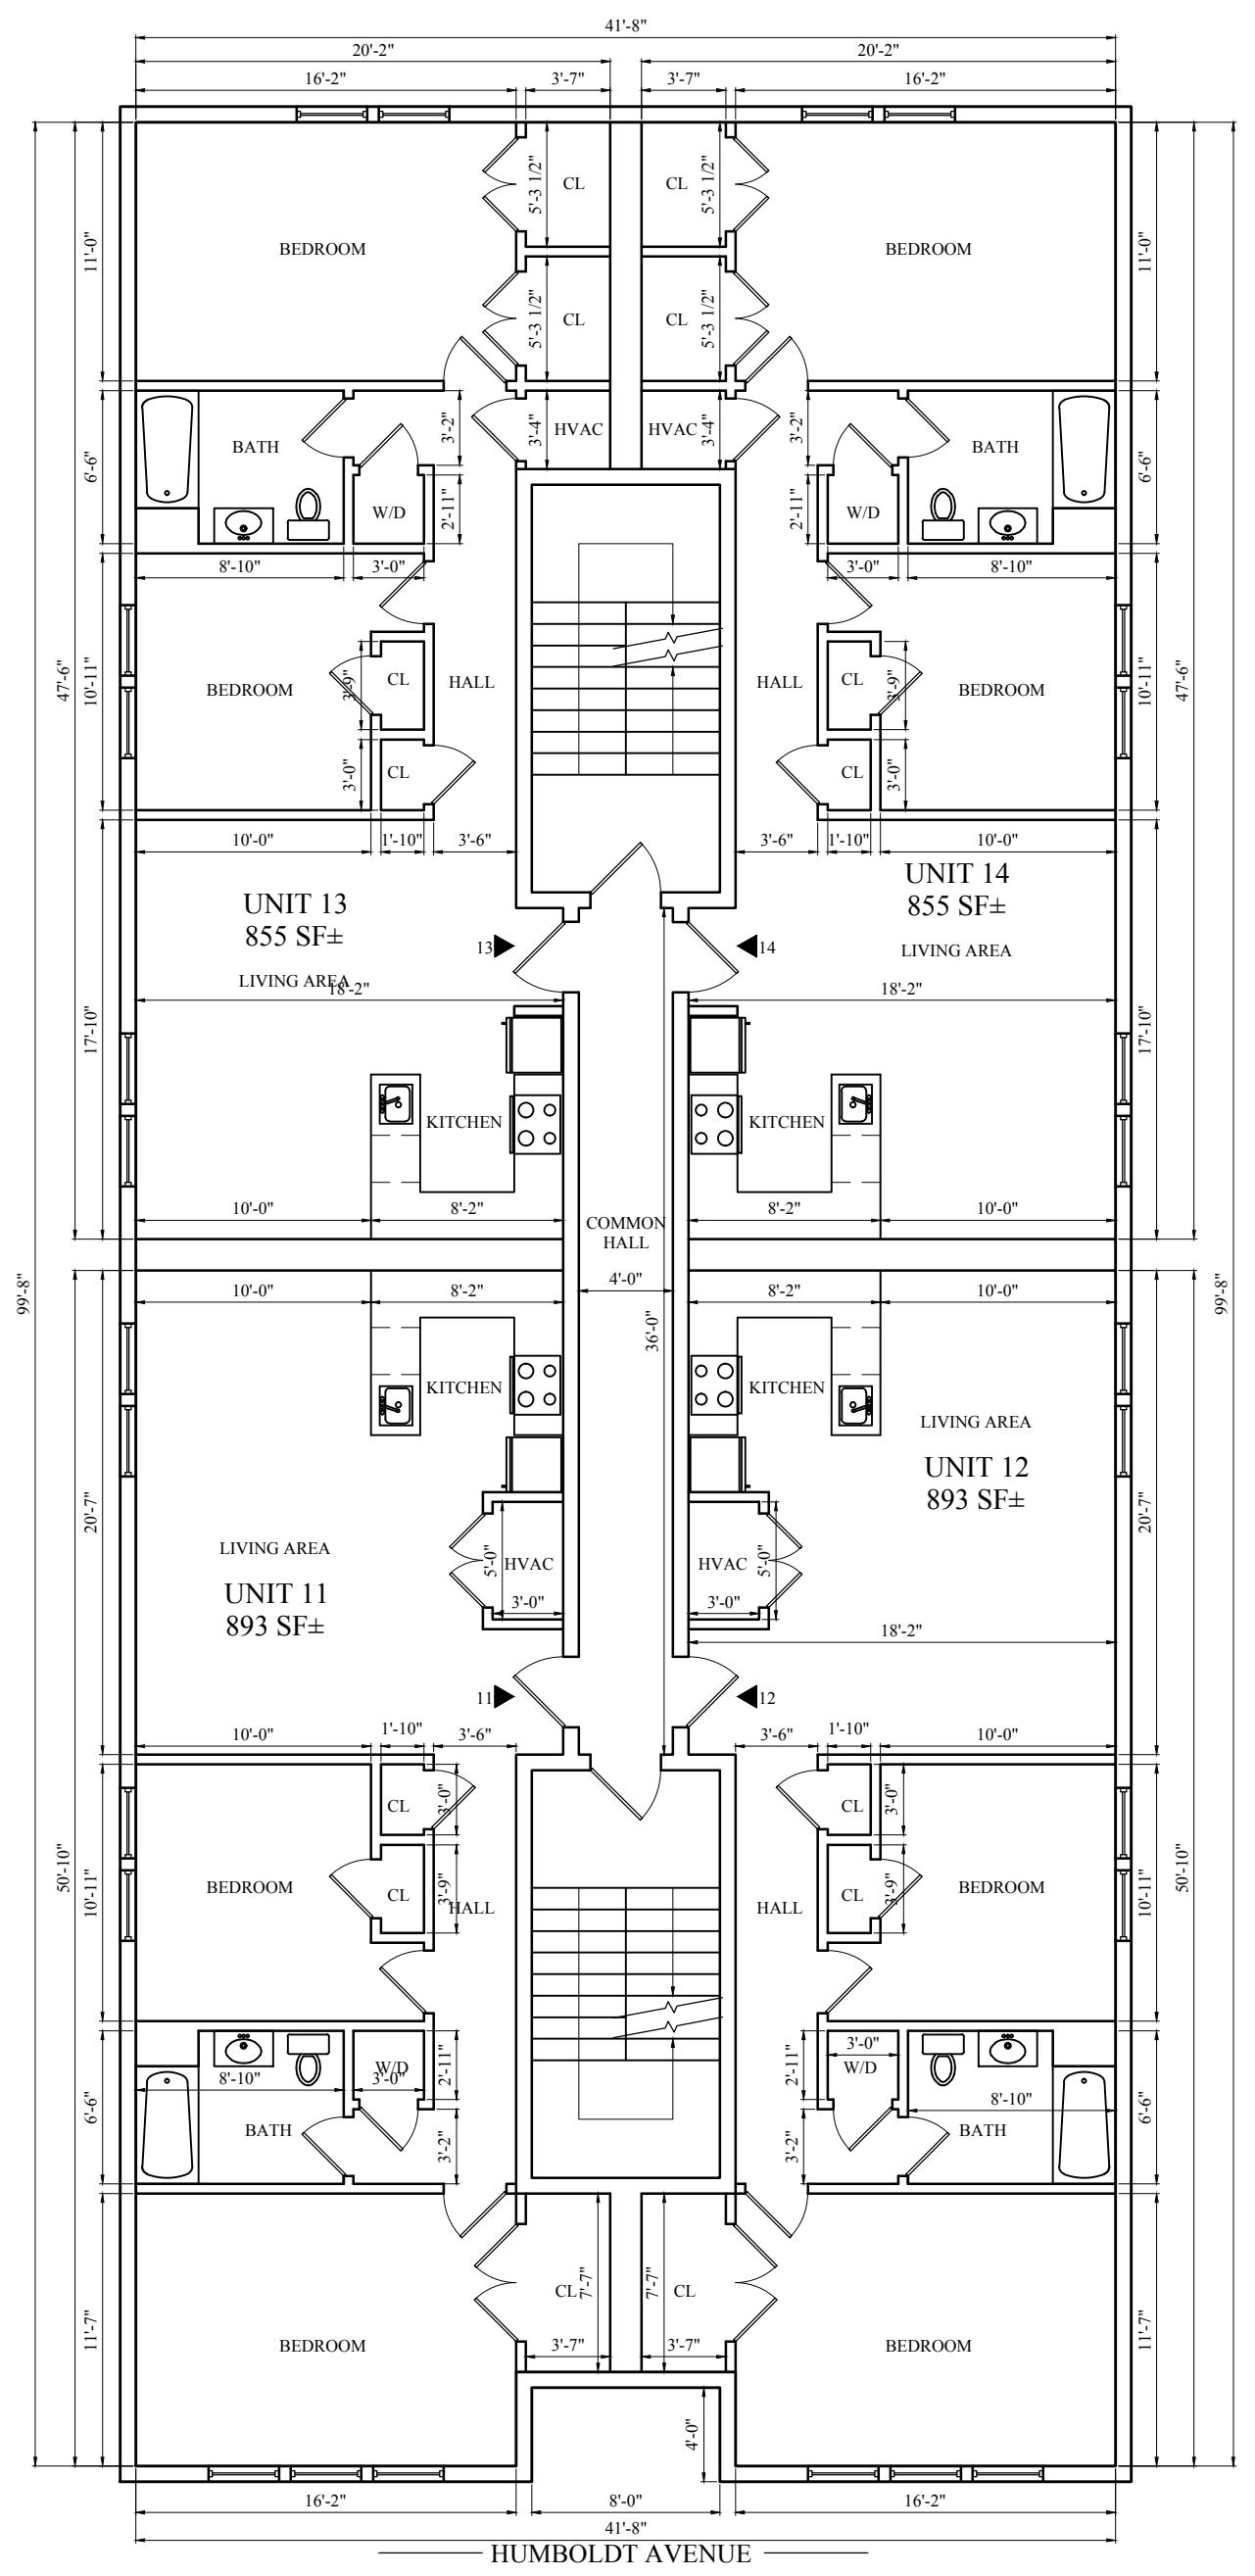 41'-8"
20'-2" 20'-2"
16'-2" 3'-7" 3'-7" 16'-2"
5'-3 1/2" CL CL 5'-3 1/2"
11'-0" BEDROOM BEDROOM 11'-0"
5'-3 1/2" CL CL 5'-3 1/2"
6'-6" BATH 3'-2" 3'-4" HVAC HVAC 3'-4" 3'-2" BATH 6'-6"
W/D 2'-11" 2'-11" W/D
8'-10" 3'-0" 3'-0" 8'-10"
47'-6" 10'-11" BEDROOM 3'-9" CL HALL HALL CL 3'-9" BEDROOM 10'-11" 47'-6"
3'-0" CL CL 3'-0"
10'-0" 1'-10" 3'-6" 3'-6" 1'-10" 10'-0"
UNIT 13 UNIT 14
855 SF± 855 SF±
13 14
LIVING AREA LIVING AREA
18'-2" 18'-2"
17'-10" 17'-10"
KITCHEN KITCHEN
10'-0" 8'-2" 8'-2" 10'-0"
COMMON
HALL
99'-8" 99'-8"
10'-0" 8'-2" 4'-0" 8'-2" 10'-0"
36'-0"
KITCHEN KITCHEN
LIVING AREA
UNIT 12
893 SF±
20'-7" 20'-7"
LIVING AREA 5'-0" HVAC HVAC 5'-0"
UNIT 11
893 SF±
3'-0" 3'-0"
18'-2"
11 12
10'-0" 1'-10" 3'-6" 3'-6" 1'-10" 10'-0"
CL 3'-0" CL 3'-0"
50'-10" 10'-11" BEDROOM CL 3'-9" HALL HALL CL 3'-9" BEDROOM 10'-11" 50'-10"
W/D 2'-11" 2'-11" 3'-0" W/D
8'-10" 3'-0" 8'-10"
6'-6" BATH 3'-2" 3'-2" BATH 6'-6"
CL 7'-7" 7'-7" CL
11'-7" BEDROOM 3'-7" 3'-7" BEDROOM 11'-7"
4'-0"
16'-2" 8'-0" 16'-2"
41'-8"
HUMBOLDT AVENUE